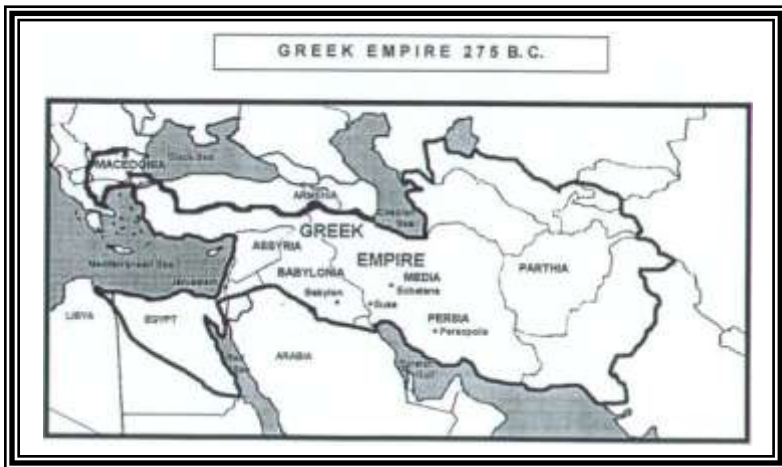 GREEK EMPIRE 275 B.C.
Black Sea
MACEDONIA
ARMENIA
Caspian
Sea
GREEK
ASSYRIA
EMPIRE
Mediterranean Sea
BABYLONIA
MEDIA
PARTHIA
Jerusalem
Ecbatana
Babylon
Susa
LIBYA
EGYPT
PERSIA
Persepolis
Red
Sea
ARABIA
Persian
Gulf